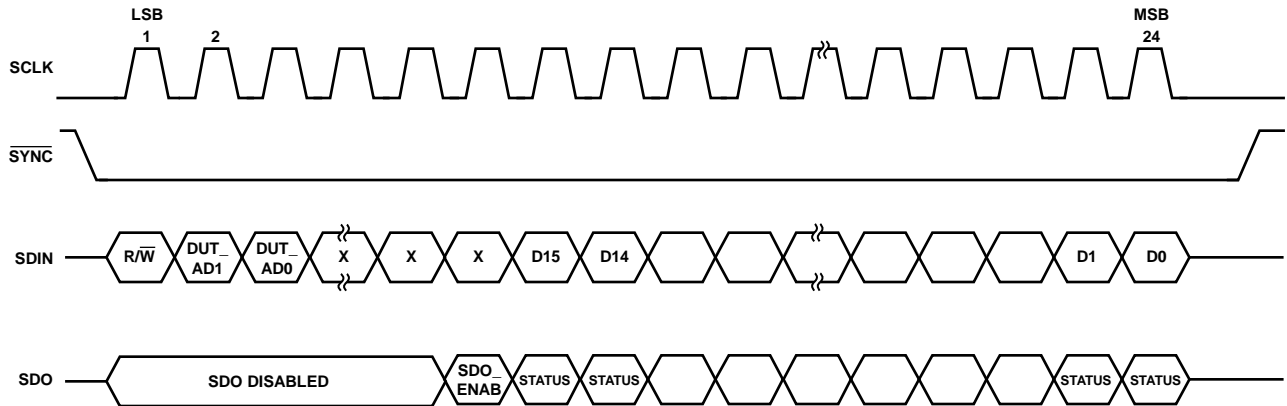 LSB MSB
1 2 24
SCLK
SYNC
SDIN R/W DUT_ AD1 DUT_ AD0 X X X D15 D14 D1 D0
SDO SDO DISABLED SDO_ ENAB STATUS STATUS STATUS STATUS